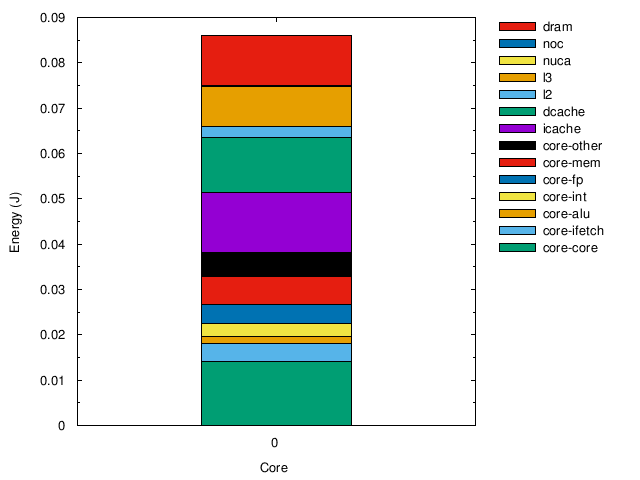 0.09
0.08
0.07
0.06
0.05
0.04
0.03
0.02
0.01
0
Energy (J)
0
Core
dram
noc
nuca
l3
l2
dcache
icache
core-other
core-mem
core-fp
core-int
core-alu
core-ifetch
core-core